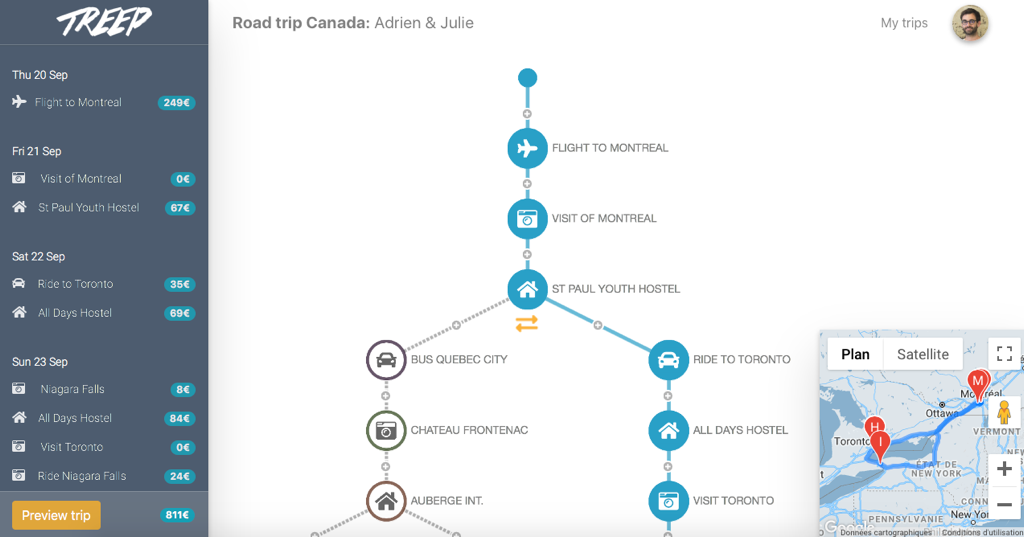 TREEP
Road trip Canada: Adrien & Julie
My trips
Thu 20 Sep
Flight to Montreal 249€
Fri 21 Sep
Visit of Montreal 0€
St Paul Youth Hostel 67€
Sat 22 Sep
Ride to Toronto 35€
All Days Hostel 69€
Sun 23 Sep
Niagara Falls 8€
All Days Hostel 84€
Visit Toronto 0€
Ride Niagara Falls 24€
Preview trip 811€
FLIGHT TO MONTREAL
VISIT OF MONTREAL
ST PAUL YOUTH HOSTEL
BUS QUEBEC CITY
RIDE TO TORONTO
CHATEAU FRONTENAC
ALL DAYS HOSTEL
AUBERGE INT.
VISIT TORONTO
Plan Satellite
M
Montréal
Ottawa
H
VERMONT
Toronto
I
ÉTAT DE
NEW YORK
PENNSYLVANIE
Google
Données cartographiques Conditions d'utilisation